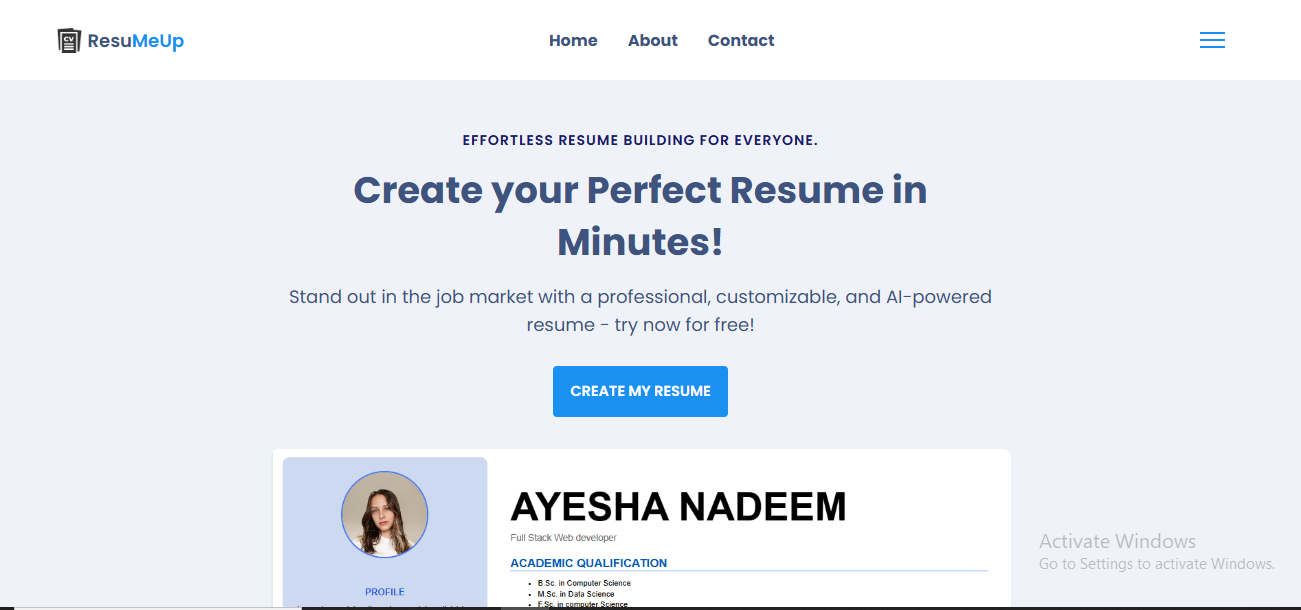 CV
ResuMeUp
Home About Contact
EFFORTLESS RESUME BUILDING FOR EVERYONE.
Create your Perfect Resume in
Minutes!
Stand out in the job market with a professional, customizable, and AI-powered
resume - try now for free!
CREATE MY RESUME
AYESHA NADEEM
Full Stack Web developer
ACADEMIC QUALIFICATION
B.Sc. in Computer Science
M.Sc. in Data Science
F.Sc. in computer Science
PROFILE
Activate Windows
Go to Settings to activate Windows.